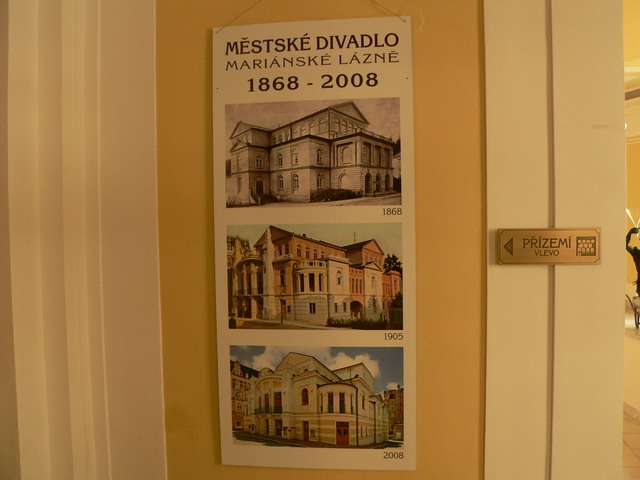 MĚSTSKÉ DIVADLO
MARIÁNSKÉ LÁZNĚ
1868 - 2008
1868
1905
2008
PŘÍZEMÍ
VLEVO